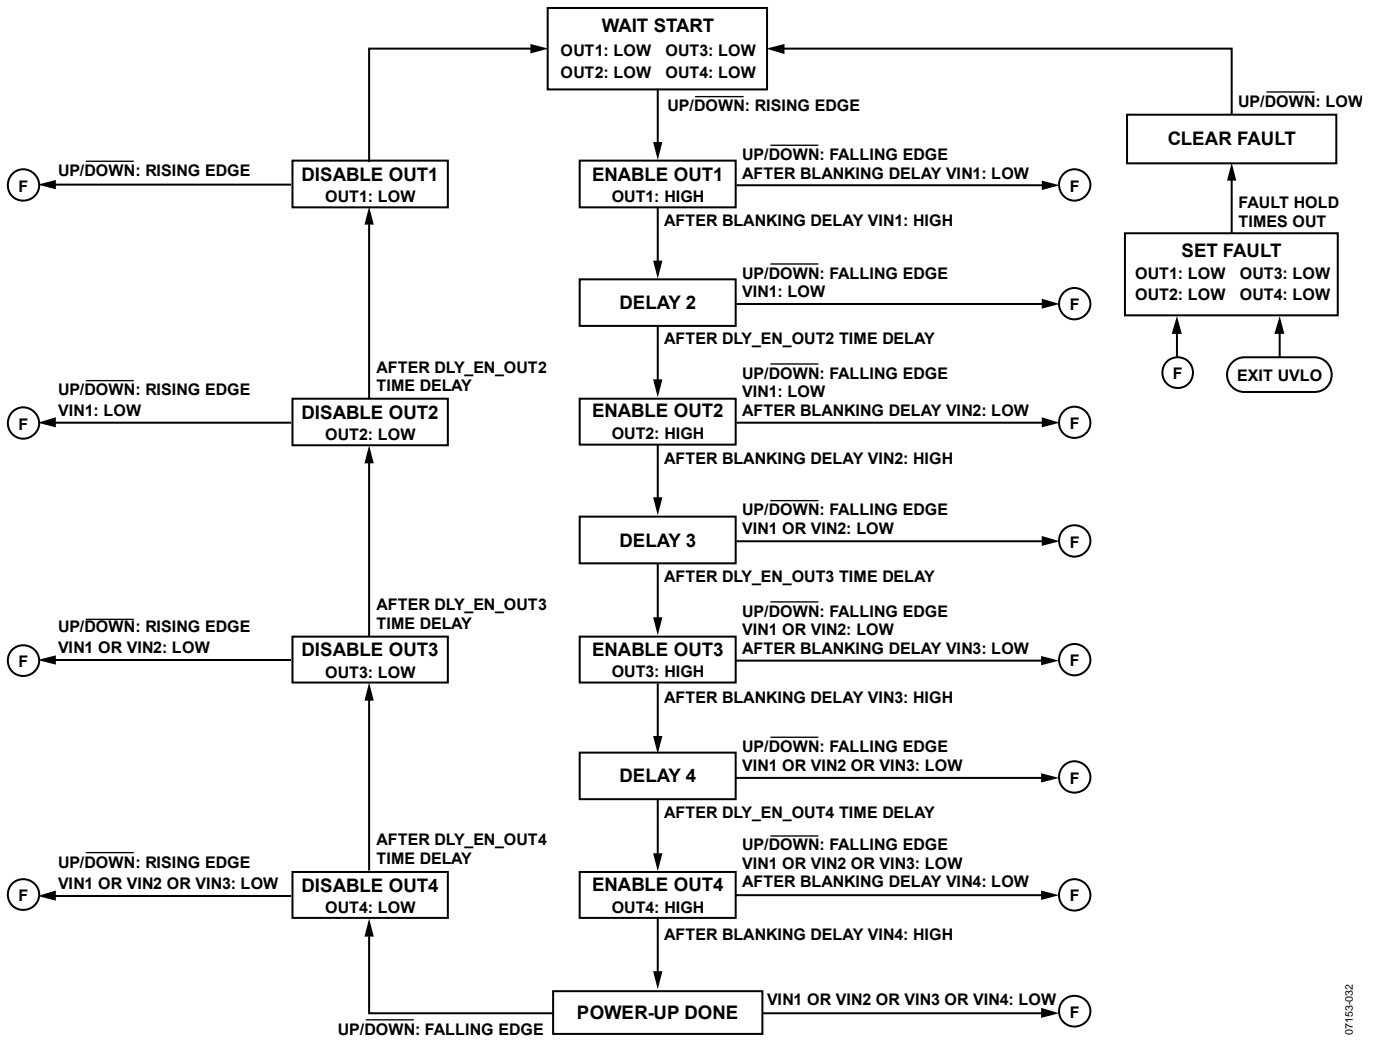 WAIT START
OUT1: LOW OUT3: LOW
OUT2: LOW OUT4: LOW
UP/DOWN: RISING EDGE
ENABLE OUT1
OUT1: HIGH
UP/DOWN: FALLING EDGE
AFTER BLANKING DELAY VIN1: LOW
F
AFTER BLANKING DELAY VIN1: HIGH
DELAY 2
UP/DOWN: FALLING EDGE
VIN1: LOW
F
AFTER DLY_EN_OUT2 TIME DELAY
ENABLE OUT2
OUT2: HIGH
UP/DOWN: FALLING EDGE
VIN1: LOW
AFTER BLANKING DELAY VIN2: LOW
F
AFTER BLANKING DELAY VIN2: HIGH
DELAY 3
UP/DOWN: FALLING EDGE
VIN1 OR VIN2: LOW
F
AFTER DLY_EN_OUT3 TIME DELAY
ENABLE OUT3
OUT3: HIGH
UP/DOWN: FALLING EDGE
VIN1 OR VIN2: LOW
AFTER BLANKING DELAY VIN3: LOW
F
AFTER BLANKING DELAY VIN3: HIGH
DELAY 4
UP/DOWN: FALLING EDGE
VIN1 OR VIN2 OR VIN3: LOW
F
AFTER DLY_EN_OUT4 TIME DELAY
ENABLE OUT4
OUT4: HIGH
UP/DOWN: FALLING EDGE
VIN1 OR VIN2 OR VIN3: LOW
AFTER BLANKING DELAY VIN4: LOW
F
AFTER BLANKING DELAY VIN4: HIGH
POWER-UP DONE
VIN1 OR VIN2 OR VIN3 OR VIN4: LOW
F
UP/DOWN: FALLING EDGE
DISABLE OUT4
OUT4: LOW
UP/DOWN: RISING EDGE
VIN1 OR VIN2 OR VIN3: LOW
F
AFTER DLY_EN_OUT4
TIME DELAY
DISABLE OUT3
OUT3: LOW
UP/DOWN: RISING EDGE
VIN1 OR VIN2: LOW
F
AFTER DLY_EN_OUT3
TIME DELAY
DISABLE OUT2
OUT2: LOW
UP/DOWN: RISING EDGE
VIN1: LOW
F
AFTER DLY_EN_OUT2
TIME DELAY
DISABLE OUT1
OUT1: LOW
UP/DOWN: RISING EDGE
F
UP/DOWN: LOW
CLEAR FAULT
FAULT HOLD
TIMES OUT
SET FAULT
OUT1: LOW OUT3: LOW
OUT2: LOW OUT4: LOW
F
EXIT UVLO
07153-032